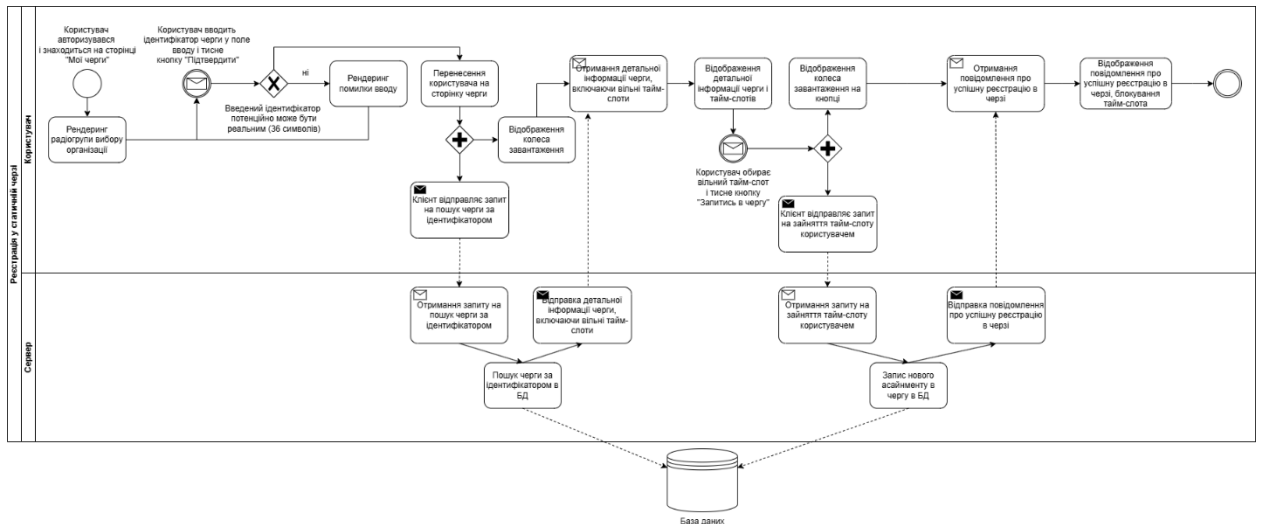 Реєстрація у статичній черзі
Користувач
Сервер
Користувач
авторизувався
і знаходиться на сторінці
"Мої черги"
Рендеринг
радіогрупи вибору
організації
Користувач вводить
ідентифікатор черги у поле
вводу і тисне
кнопку "Підтвердити"
ні
Введений ідентифікатор
потенційно може бути
реальним (36 символів)
Рендеринг
помилки вводу
Перенесення
користувача на
сторінку черги
Відображення
колеса
завантаження
Клієнт відправляє запит
на пошук черги за
ідентифікатором
Отримання детальної
інформації черги,
включаючи вільні тайм-
слоти
Відображення
детальної
інформації черги і
тайм-слотів
Користувач обирає
вільний тайм-слот
і тисне кнопку
"Запитись в чергу"
Відображення
колеса
завантаження на
кнопці
Клієнт відправляє запит
на зайняття тайм-слоту
користувачем
Отримання
повідомлення про
успішну реєстрацію в
черзі
Відображення
повідомлення про
успішну реєстрацію в
черзі, блокування
тайм-слота
Отримання запиту на
пошук черги за
ідентифікатором
Відправка детальної
інформації черги,
включаючи вільні тайм-
слоти
Пошук черги за
ідентифікатором в
БД
Отримання запиту на
зайняття тайм-слоту
користувачем
Відправка повідомлення
про успішну реєстрацію
в черзі
Запис нового
асайнменту в
чергу в БД
База даних